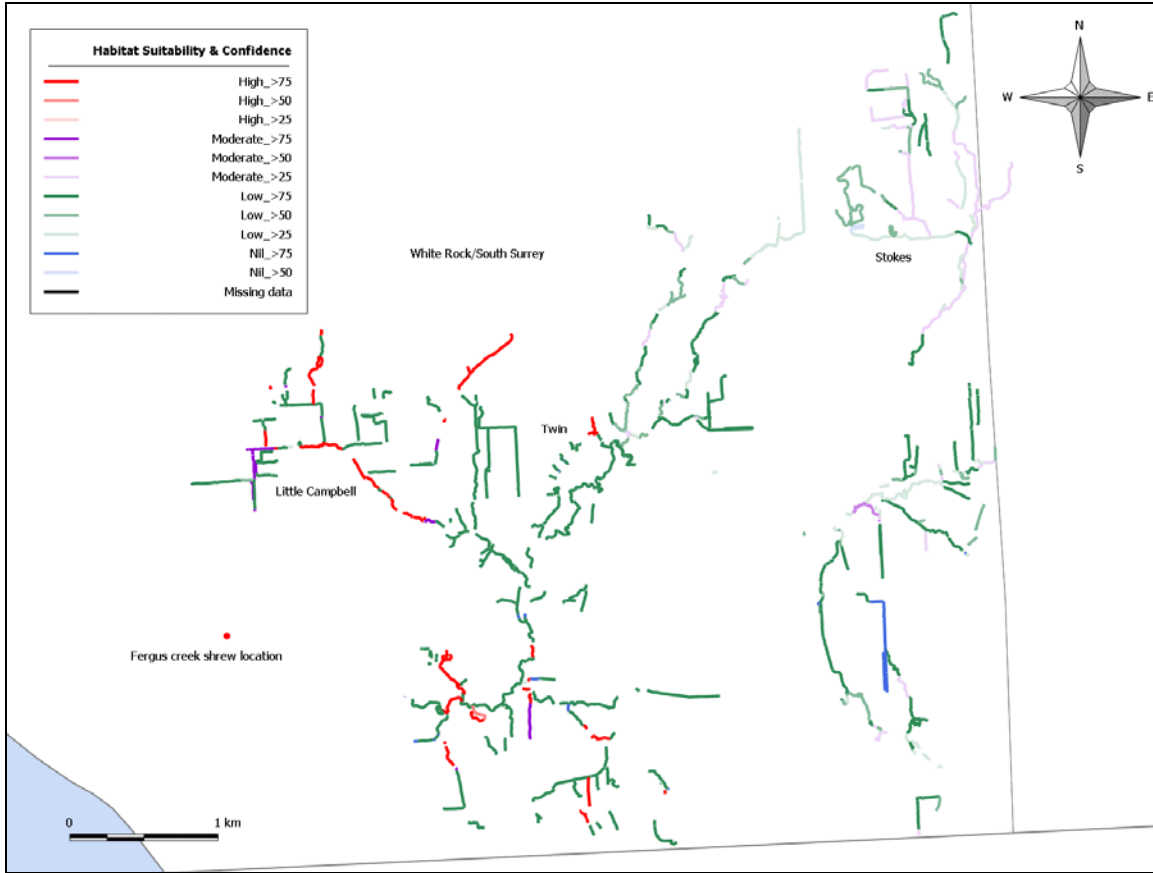 Habitat Suitability & Confidence
High_>75
High_>50
High_>25
Moderate_>75
Moderate_>50
Moderate_>25
Low_>75
Low_>50
Low_>25
Nil_>75
Nil_>50
Missing data
N
W
E
S
White Rock/South Surrey
Stokes
Twin
Little Campbell
Fergus creek shrew location
0
1 km